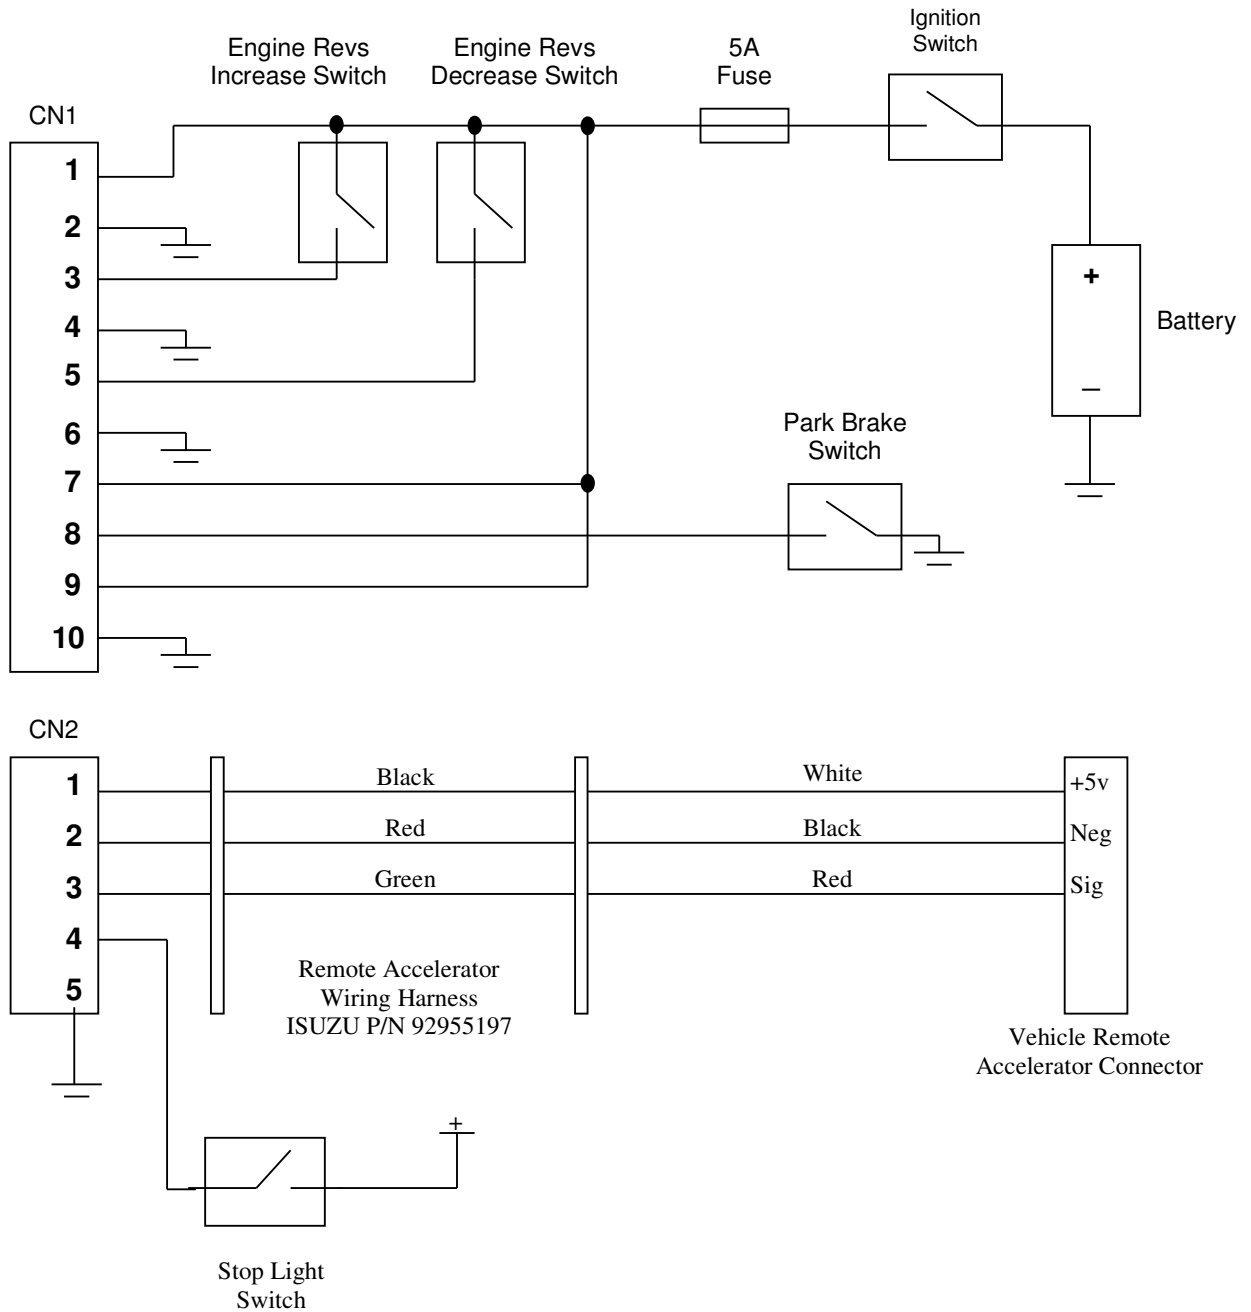 Ignition
Switch
Engine Revs
Increase Switch
Engine Revs
Decrease Switch
5A
Fuse
CN1
1
2
3
4
5
6
7
8
9
10
+
–
Battery
Park Brake
Switch
CN2
1
2
3
4
5
Black
Red
Green
White
Black
Red
+5v
Neg
Sig
Remote Accelerator
Wiring Harness
ISUZU P/N 92955197
Vehicle Remote
Accelerator Connector
+
Stop Light
Switch